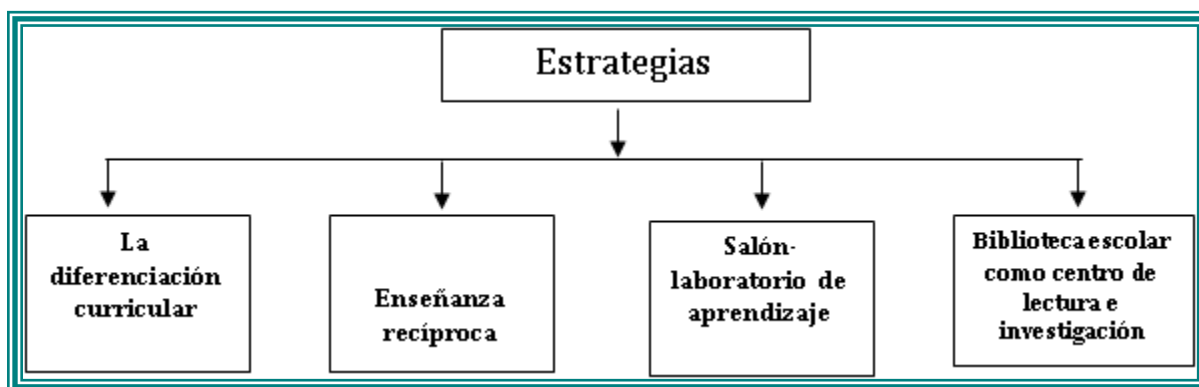 Estrategias
La
diferenciación
curricular
Enseñanza
recíproca
Salón-
laboratorio de
aprendizaje
Biblioteca escolar
como centro de
lectura e
investigación